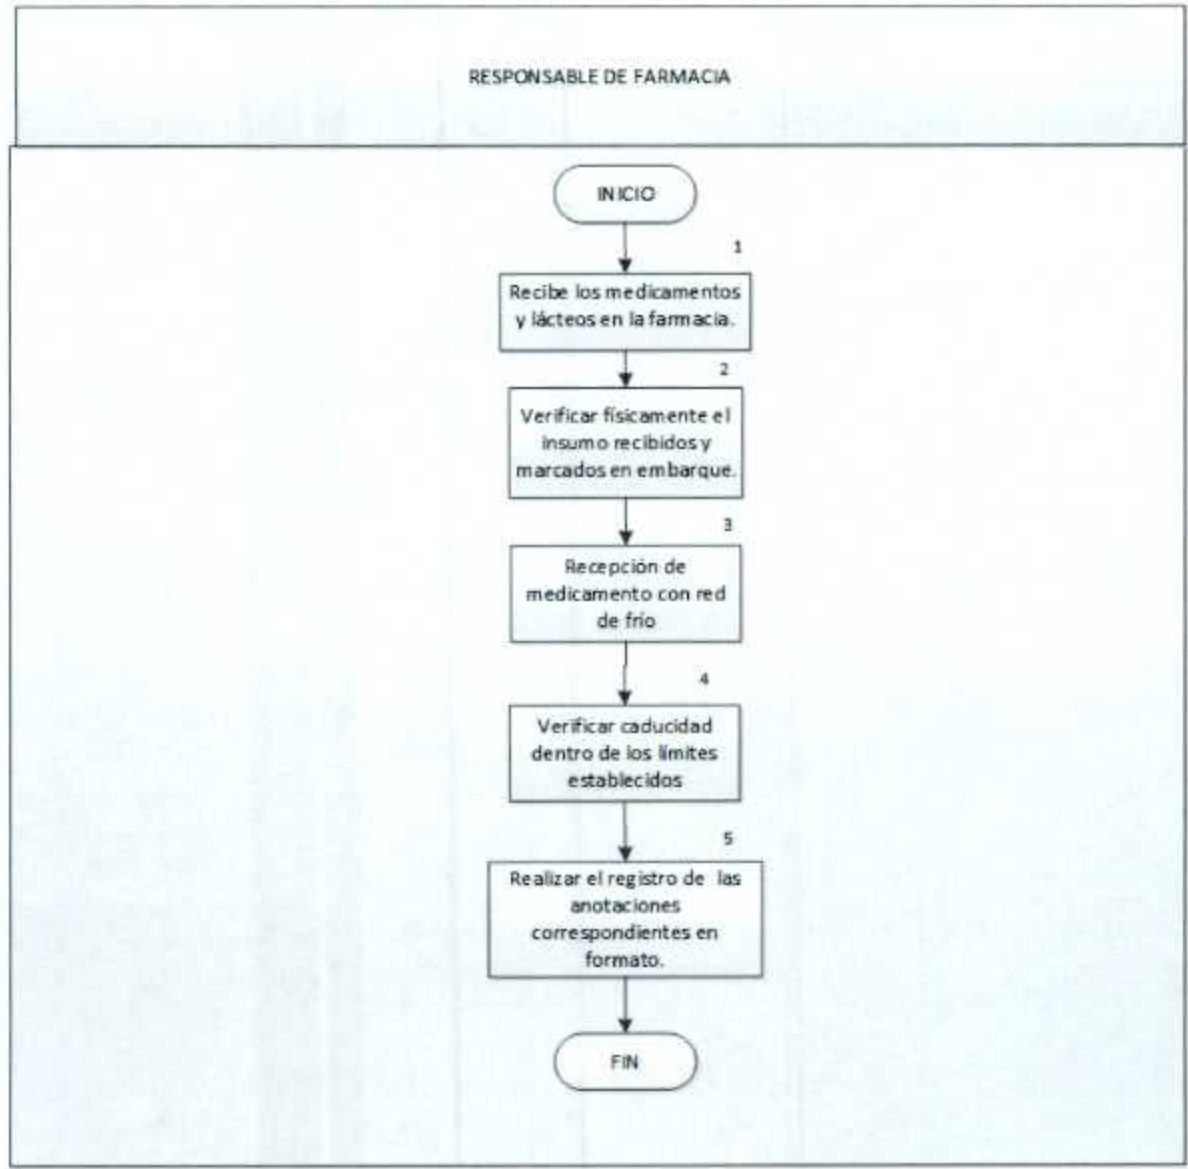 RESPONSABLE DE FARMACIA
INICIO
1
Recibe los medicamentos
y lácteos en la farmacia.
2
Verificar físicamente el
insumo recibidos y
marcados en embarque.
3
Recepción de
medicamento con red
de frío
4
Verificar caducidad
dentro de los límites
establecidos
5
Realizar el registro de las
anotaciones
correspondientes en
formato.
FIN